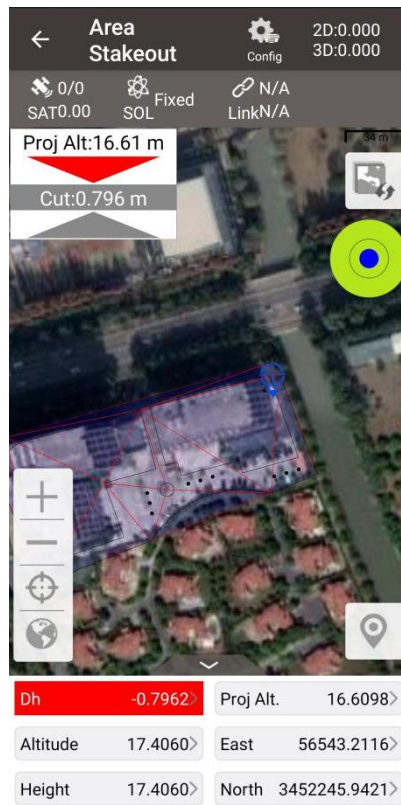 Area Stakeout
Config
2D:0.000
3D:0.000
0/0
SAT0.00
SOL Fixed
N/A
LinkN/A
Proj Alt:16.61 m
Cut:0.796 m
34 m
Dh -0.7962
Proj Alt. 16.6098
Altitude 17.4060
East 56543.2116
Height 17.4060
North 3452245.9421